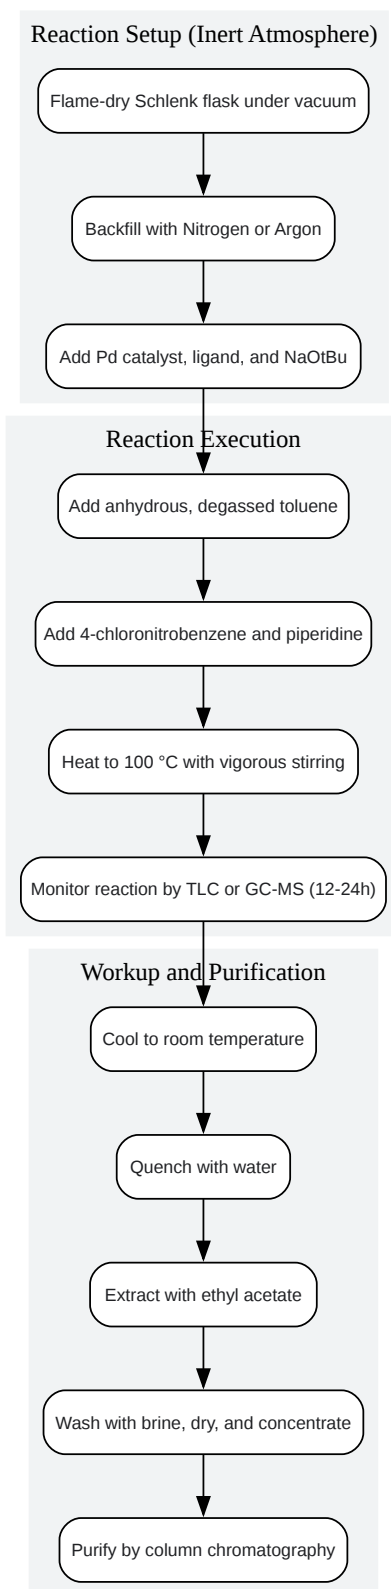 Reaction Setup (Inert Atmosphere)
Flame-dry Schlenk flask under vacuum
Backfill with Nitrogen or Argon
Add Pd catalyst, ligand, and NaOtBu
Reaction Execution
Add anhydrous, degassed toluene
Add 4-chloronitrobenzene and piperidine
Heat to 100 °C with vigorous stirring
Monitor reaction by TLC or GC-MS (12-24h)
Workup and Purification
Cool to room temperature
Quench with water
Extract with ethyl acetate
Wash with brine, dry, and concentrate
Purify by column chromatography